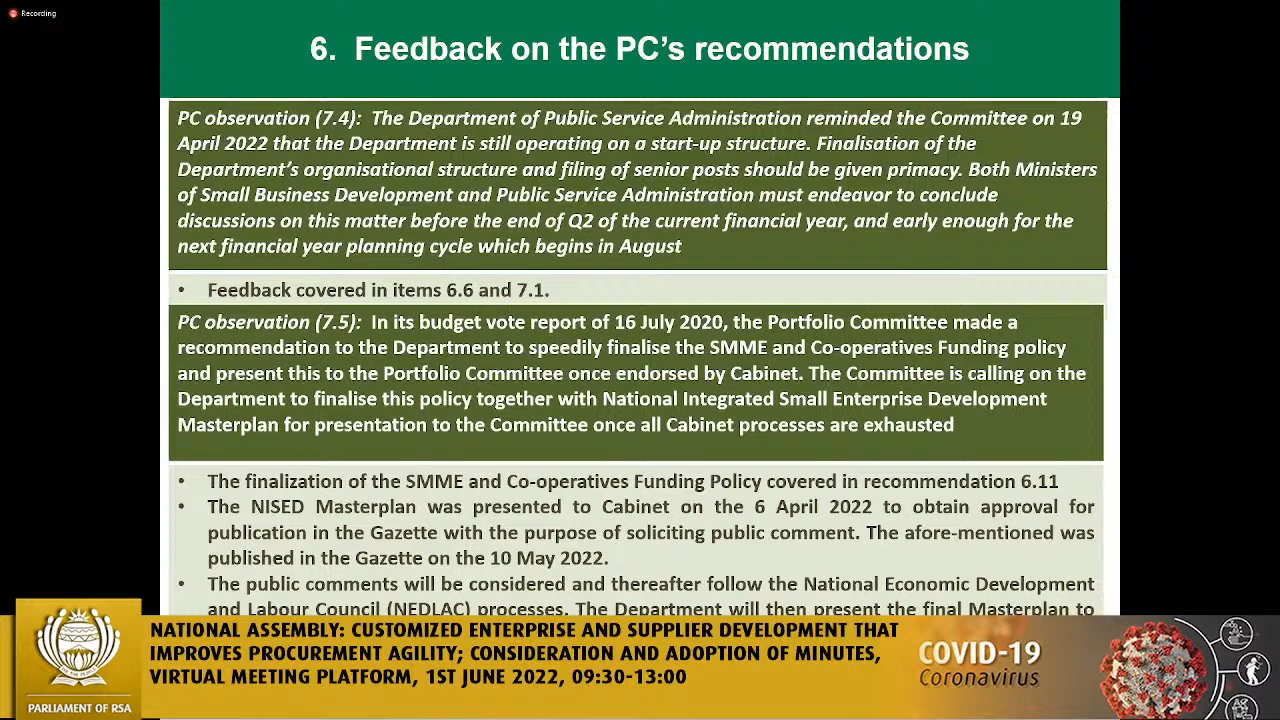 Recording
6. Feedback on the PC’s recommendations
PC observation (7.4): The Department of Public Service Administration reminded the Committee on 19
April 2022 that the Department is still operating on a start-up structure. Finalisation of the
Department’s organisational structure and filing of senior posts should be given primacy. Both Ministers
of Small Business Development and Public Service Administration must endeavor to conclude
discussions on this matter before the end of Q2 of the current financial year, and early enough for the
next financial year planning cycle which begins in August
• Feedback covered in items 6.6 and 7.1.
PC observation (7.5): In its budget vote report of 16 July 2020, the Portfolio Committee made a
recommendation to the Department to speedily finalise the SMME and Co-operatives Funding policy
and present this to the Portfolio Committee once endorsed by Cabinet. The Committee is calling on the
Department to finalise this policy together with National Integrated Small Enterprise Development
Masterplan for presentation to the Committee once all Cabinet processes are exhausted
• The finalization of the SMME and Co-operatives Funding Policy covered in recommendation 6.11
• The NISED Masterplan was presented to Cabinet on the 6 April 2022 to obtain approval for
publication in the Gazette with the purpose of soliciting public comment. The afore-mentioned was
published in the Gazette on the 10 May 2022.
• The public comments will be considered and thereafter follow the National Economic Development
and Labour Council (NEDLAC) processes. The Department will then present the final Masterplan to
NATIONAL ASSEMBLY: CUSTOMIZED ENTERPRISE AND SUPPLIER DEVELOPMENT THAT
IMPROVES PROCUREMENT AGILITY; CONSIDERATION AND ADOPTION OF MINUTES,
VIRTUAL MEETING PLATFORM, 1ST JUNE 2022, 09:30-13:00
PARLIAMENT OF RSA
COVID-19
Coronavirus